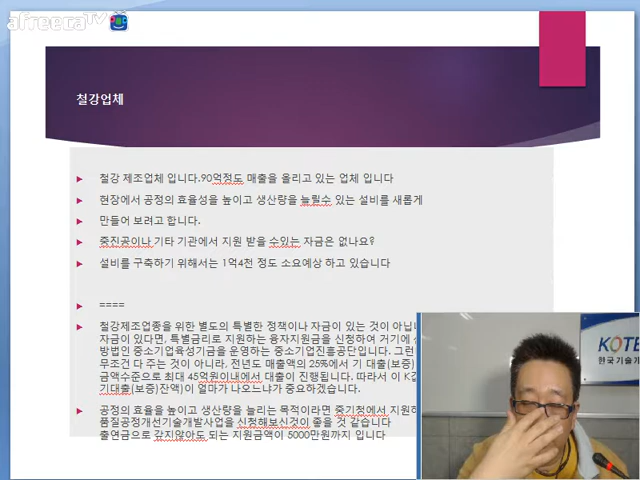 afreecaTV
철강업체
철강 제조업체 입니다.90억정도 매출을 올리고 있는 업체 입니다
현장에서 공정의 효율성을 높이고 생산량을 늘릴수 있는 설비를 새롭게
만들어 보려고 합니다.
중진공이나 기타 기관에서 지원 받을 수있는 자금은 없나요?
설비를 구축하기 위해서는 1억4천 정도 소요예상 하고 있습니다
====
철강제조업종을 위한 별도의 특별한 정책이나 자금이 있는 것이 아닙니
자금이 있다면, 특별금리로 지원하는 융자지원금을 신청하여 거기에
방법인 중소기업육성기금을 운영하는 중소기업진흥공단입니다. 그런
무조건 다 주는 것이 아니라, 전년도 매출액의 25%에서 기 대출(보증)
금액수준으로 최대 45억원이내에서 대출이 진행됩니다. 따라서 이 K값
기대출(보증)잔액)이 얼마가 나오느냐가 중요하겠습니다.
공정의 효율을 높이고 생산량을 늘리는 목적이라면 중기청에서 지원하
품질공정개선기술개발사업을 신청해보신것이 좋을 것 같습니다
출연금으로 갚지않아도 되는 지원금액이 5000만원까지 입니다
KOTE
한국기술개